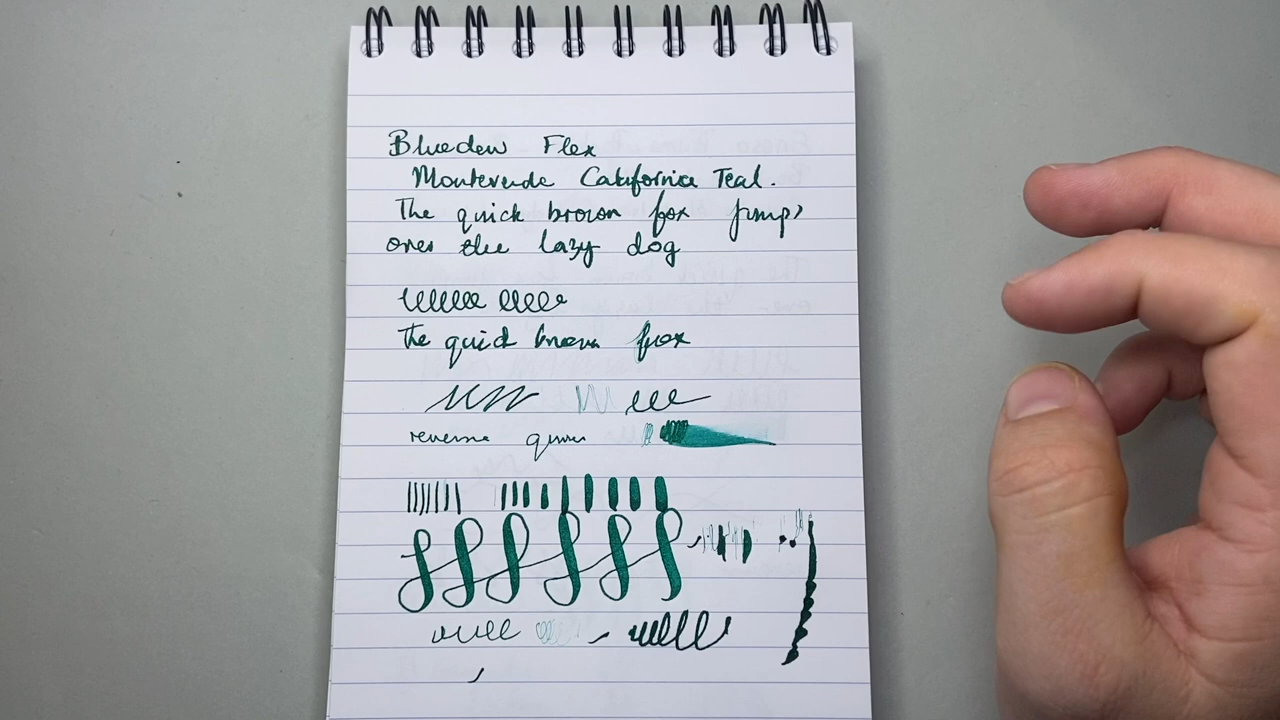 Bluedew Flex
Monteverde California Teal.
The quick brown fox jumps
over the lazy dog
The quick brown fox
reverse